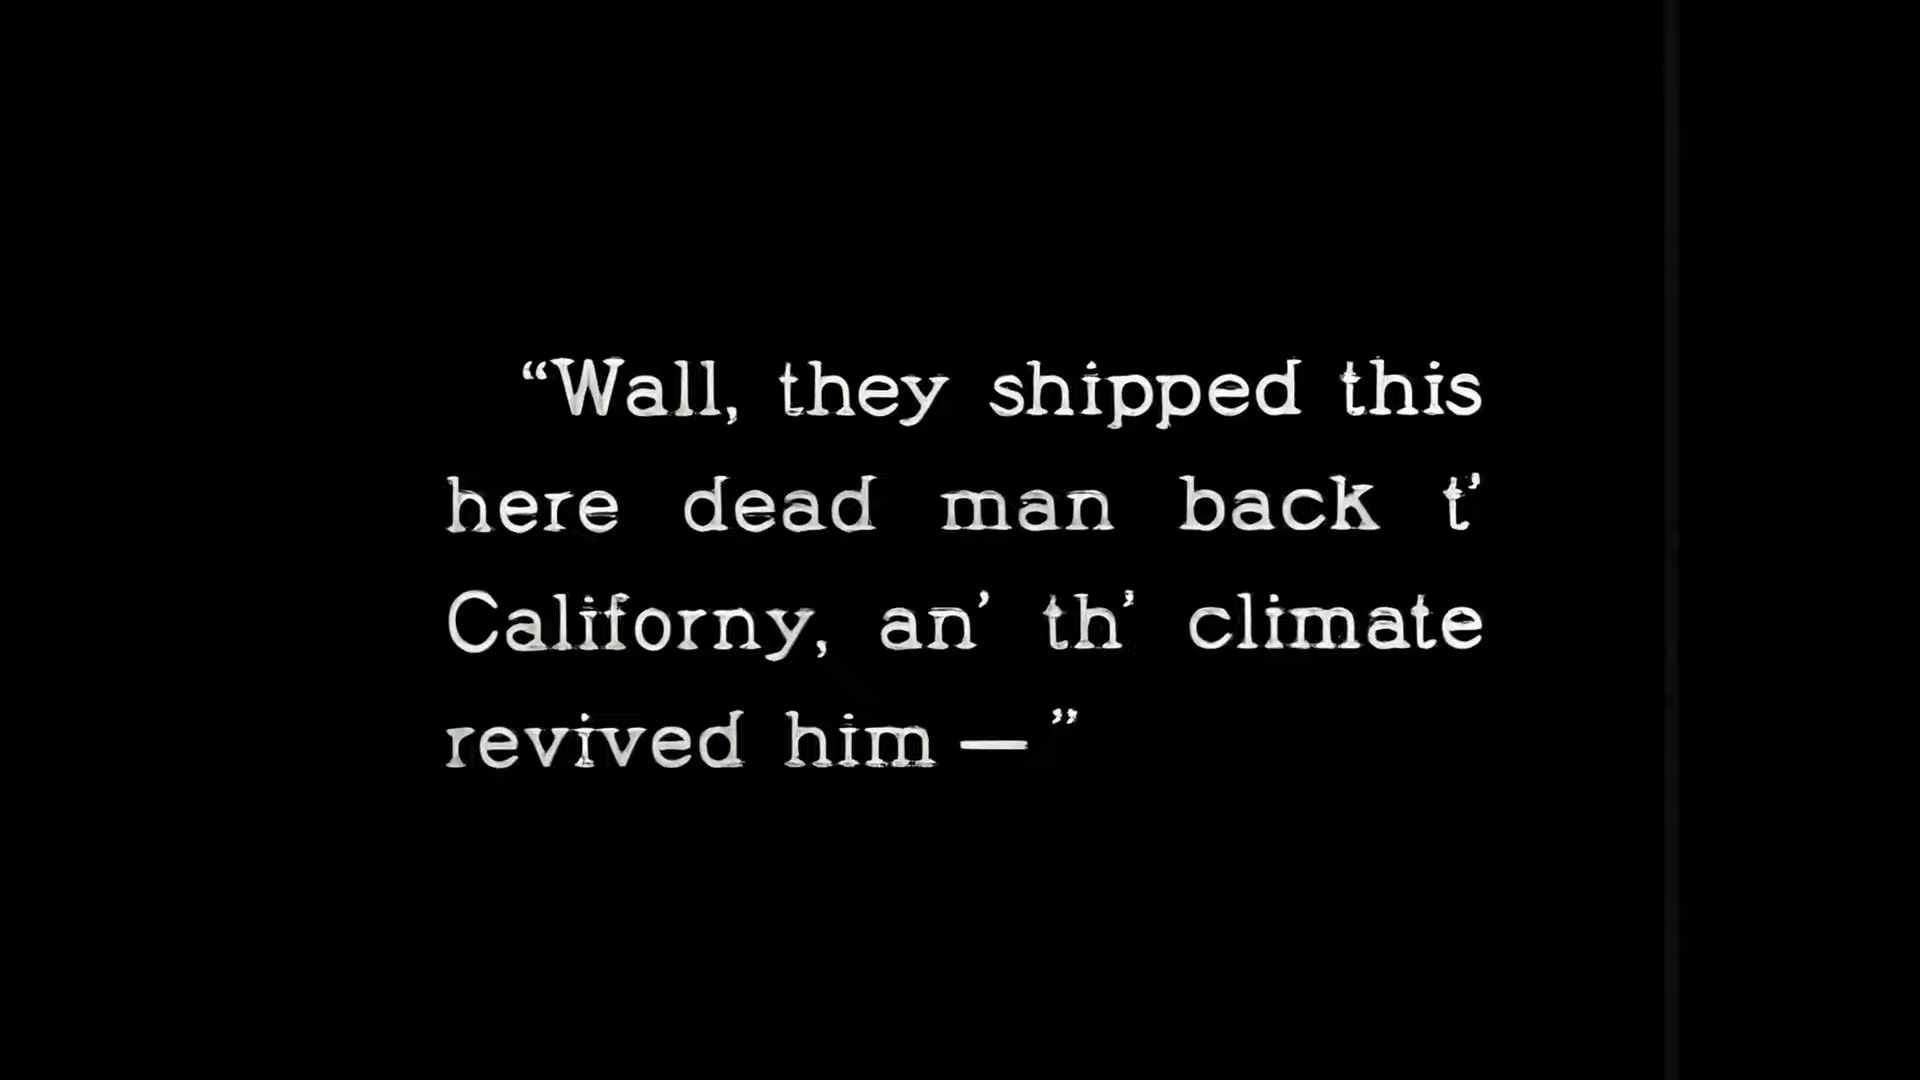 “Wall, they shipped this
here dead man back t’
Californy, an’ th’ climate
revived him — ”